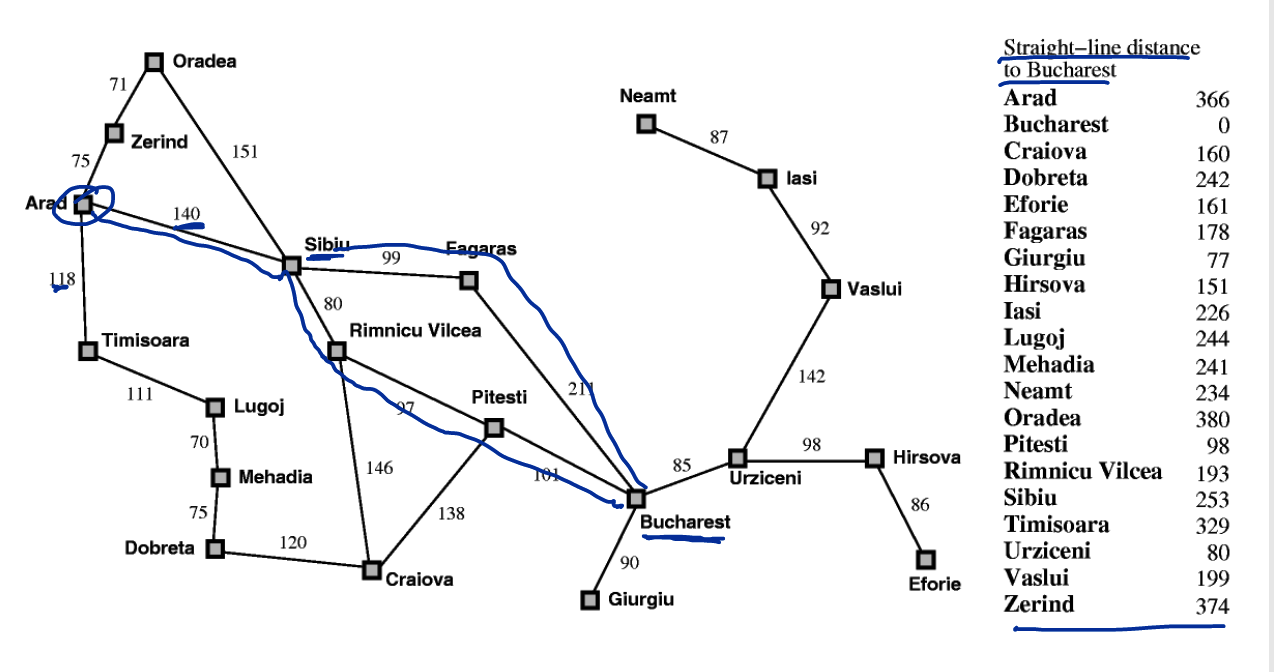 Oradea
71
Neamt
Zerind
87
151
75
Iasi
Arad
140
92
Sibiu
Fagaras
99
118
80
Vaslui
Rimnicu Vilcea
Timisoara
142
111
211
Pitesti
Lugoj
97
70
98
Hirsova
146
85
101
Mehadia
Urziceni
86
75
138
Bucharest
120
Dobreta
90
Craiova
Eforie
Giurgiu
Straight–line distance
to Bucharest
Arad 366
Bucharest 0
Craiova 160
Dobreta 242
Eforie 161
Fagaras 178
Giurgiu 77
Hirsova 151
Iasi 226
Lugoj 244
Mehadia 241
Neamt 234
Oradea 380
Pitesti 98
Rimnicu Vilcea 193
Sibiu 253
Timisoara 329
Urziceni 80
Vaslui 199
Zerind 374